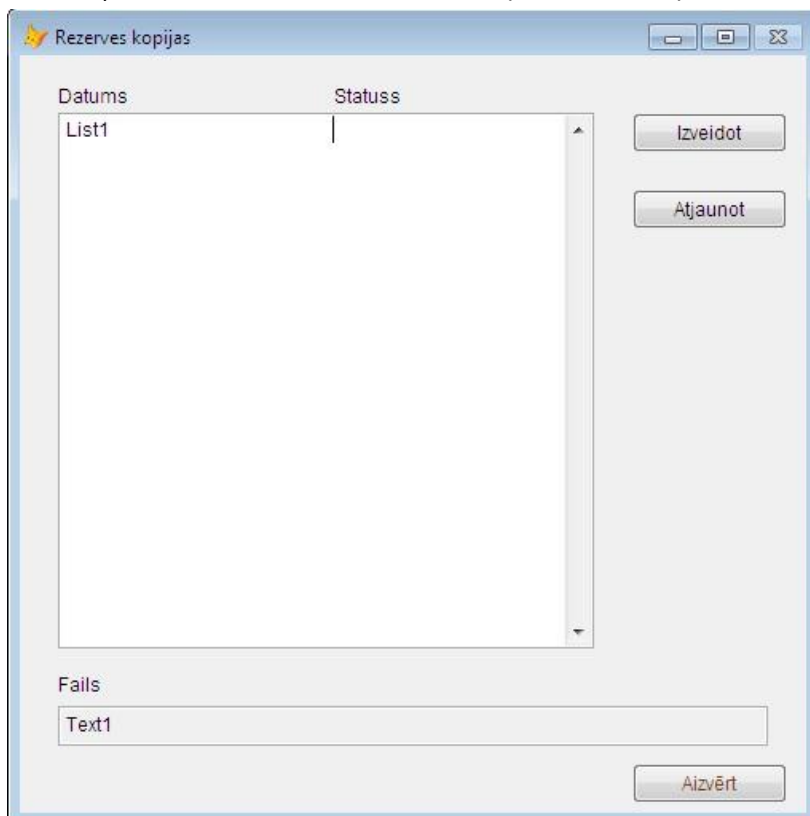 Rezerves kopijas
Datums Statuss
List1
Izveidot
Atjaunot
Fails
Text1
Aizvērt